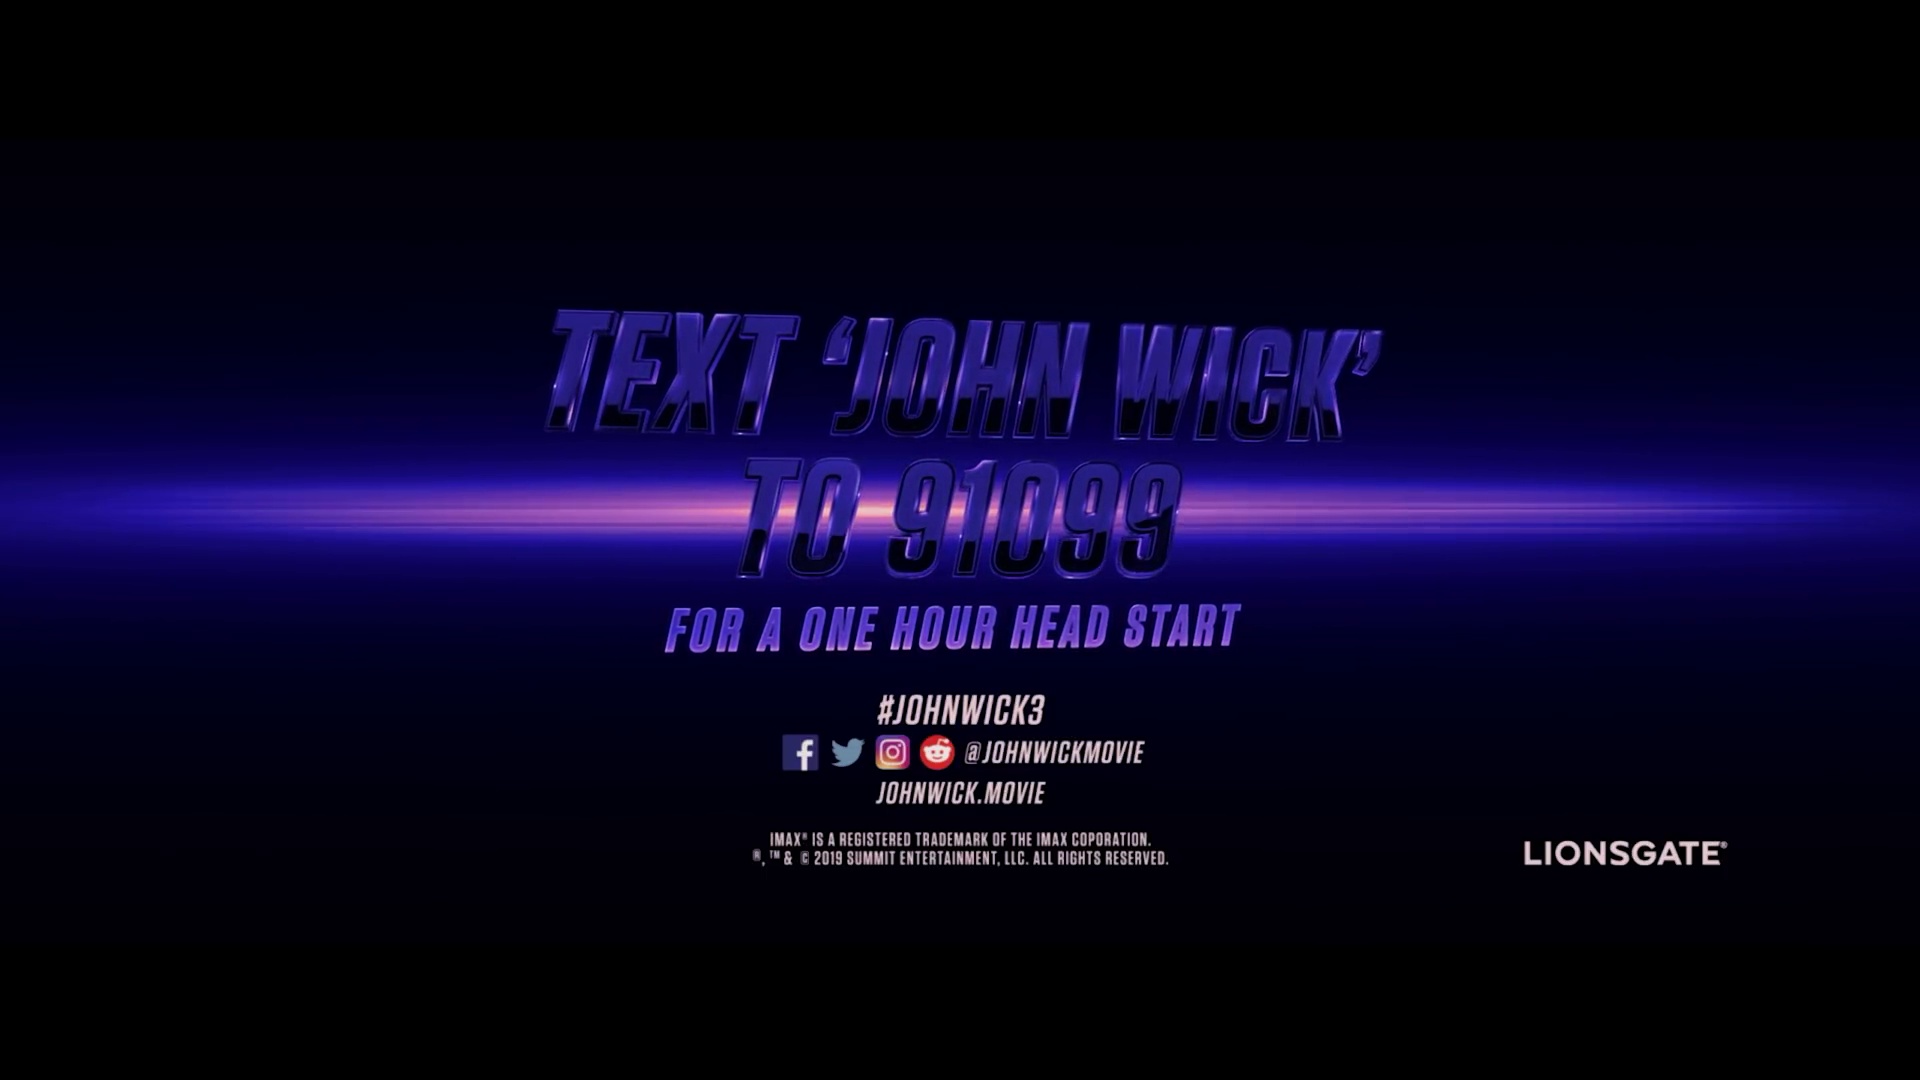 TEXT ‘JOHN WICK’
TO 91099
FOR A ONE HOUR HEAD START
#JOHNWICK3
@JOHNWICKMOVIE
JOHNWICK.MOVIE
IMAX® IS A REGISTERED TRADEMARK OF THE IMAX COPORATION.
®, ™ & © 2019 SUMMIT ENTERTAINMENT, LLC. ALL RIGHTS RESERVED.
LIONSGATE®